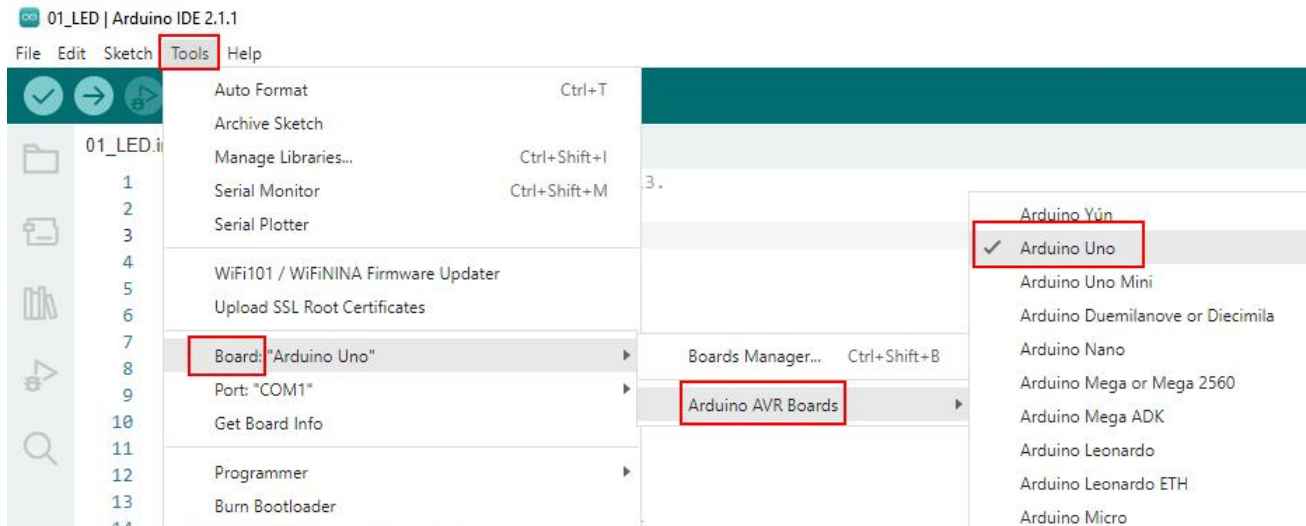 01_LED | Arduino IDE 2.1.1
File Edit Sketch Tools Help
01_LED.i
1
2
3
4
5
6
7
8
9
10
11
12
13
3.
Auto Format Ctrl+T
Archive Sketch
Manage Libraries... Ctrl+Shift+I
Serial Monitor Ctrl+Shift+M
Serial Plotter
WiFi101 / WiFiNINA Firmware Updater
Upload SSL Root Certificates
Board: "Arduino Uno"
Port: "COM1"
Get Board Info
Programmer
Burn Bootloader
Boards Manager... Ctrl+Shift+B
Arduino AVR Boards
Arduino Yún
Arduino Uno
Arduino Uno Mini
Arduino Duemilanove or Diecimila
Arduino Nano
Arduino Mega or Mega 2560
Arduino Mega ADK
Arduino Leonardo
Arduino Leonardo ETH
Arduino Micro